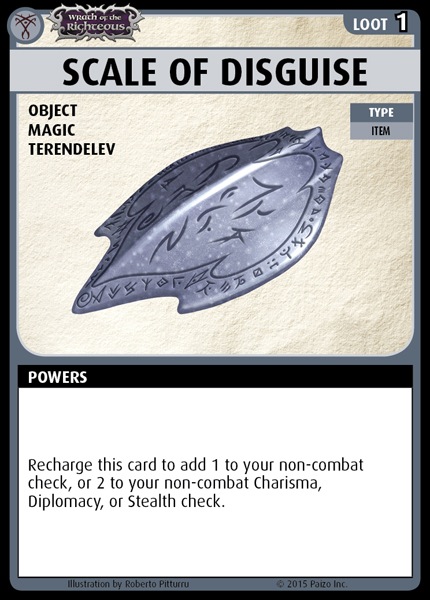 Wrath of the
Righteous
LOOT 1
SCALE OF DISGUISE
OBJECT
MAGIC
TERENDELEV
TYPE
ITEM
POWERS
Recharge this card to add 1 to your non-combat
check, or 2 to your non-combat Charisma,
Diplomacy, or Stealth check.
Illustration by Roberto Pitturru
© 2015 Paizo Inc.